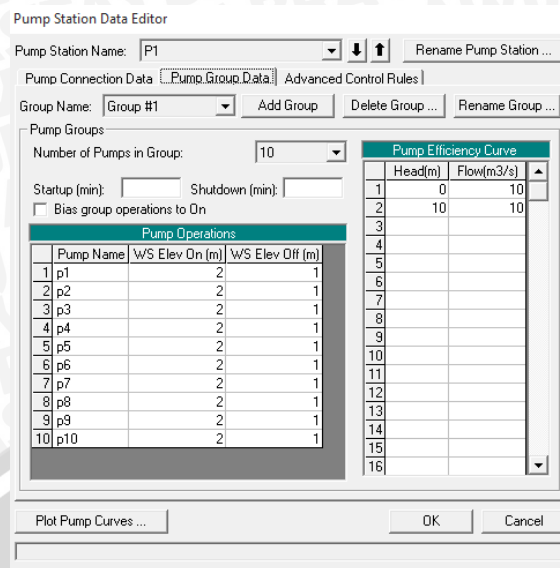 Pump Station Data Editor
Pump Station Name: P1 Rename Pump Station ...
Pump Connection Data Pump Group Data Advanced Control Rules
Group Name: Group #1 Add Group Delete Group ... Rename Group ...
Pump Groups
Number of Pumps in Group: 10
Startup (min): Shutdown (min):
Bias group operations to On
Pump Operations
Pump Name WS Elev On (m) WS Elev Off (m)
1 p1 2 1
2 p2 2 1
3 p3 2 1
4 p4 2 1
5 p5 2 1
6 p6 2 1
7 p7 2 1
8 p8 2 1
9 p9 2 1
10 p10 2 1
Pump Efficiency Curve
Head(m) Flow(m3/s)
1 0 10
2 10 10
3
4
5
6
7
8
9
10
11
12
13
14
15
16
Plot Pump Curves ... OK Cancel